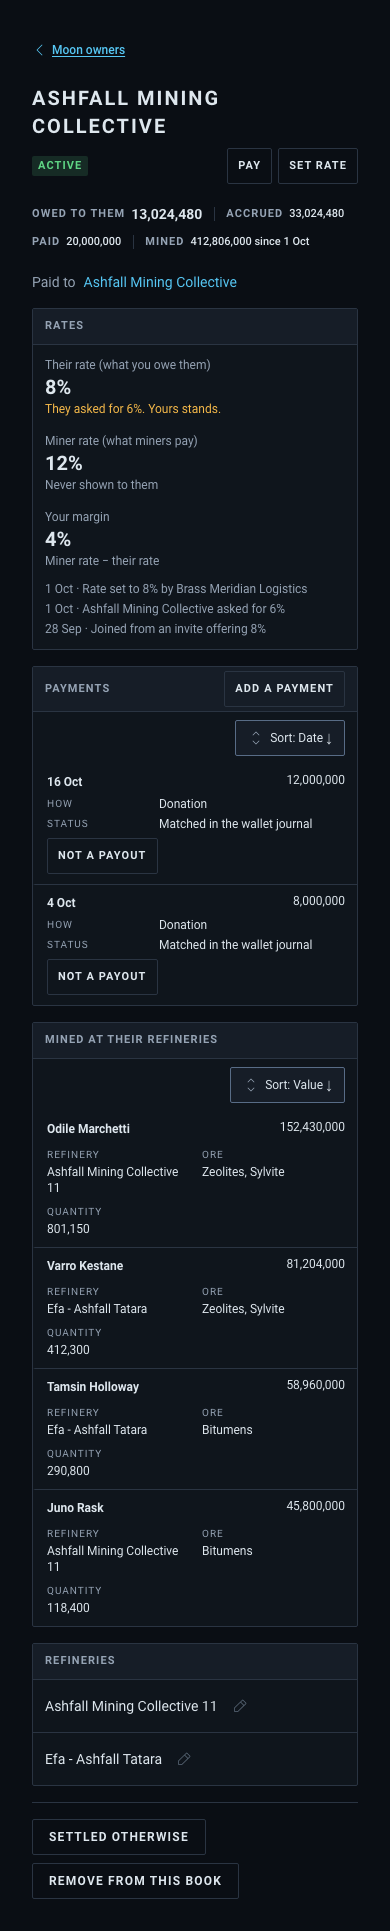 Moon owners
ASHFALL MINING
COLLECTIVE
ACTIVE
PAY
SET RATE
OWED TO THEM 13,024,480 ACCRUED 33,024,480
PAID 20,000,000 MINED 412,806,000 since 1 Oct
Paid to Ashfall Mining Collective
RATES
Their rate (what you owe them)
8%
They asked for 6%. Yours stands.
Miner rate (what miners pay)
12%
Never shown to them
Your margin
4%
Miner rate − their rate
1 Oct · Rate set to 8% by Brass Meridian Logistics
1 Oct · Ashfall Mining Collective asked for 6%
28 Sep · Joined from an invite offering 8%
PAYMENTS
ADD A PAYMENT
Sort: Date ↓
16 Oct 12,000,000
HOW Donation
STATUS Matched in the wallet journal
NOT A PAYOUT
4 Oct 8,000,000
HOW Donation
STATUS Matched in the wallet journal
NOT A PAYOUT
MINED AT THEIR REFINERIES
Sort: Value ↓
Odile Marchetti 152,430,000
REFINERY ORE
Ashfall Mining Collective Zeolites, Sylvite
11
QUANTITY
801,150
Varro Kestane 81,204,000
REFINERY ORE
Efa - Ashfall Tatara Zeolites, Sylvite
QUANTITY
412,300
Tamsin Holloway 58,960,000
REFINERY ORE
Efa - Ashfall Tatara Bitumens
QUANTITY
290,800
Juno Rask 45,800,000
REFINERY ORE
Ashfall Mining Collective Bitumens
11
QUANTITY
118,400
REFINERIES
Ashfall Mining Collective 11
Efa - Ashfall Tatara
SETTLED OTHERWISE
REMOVE FROM THIS BOOK